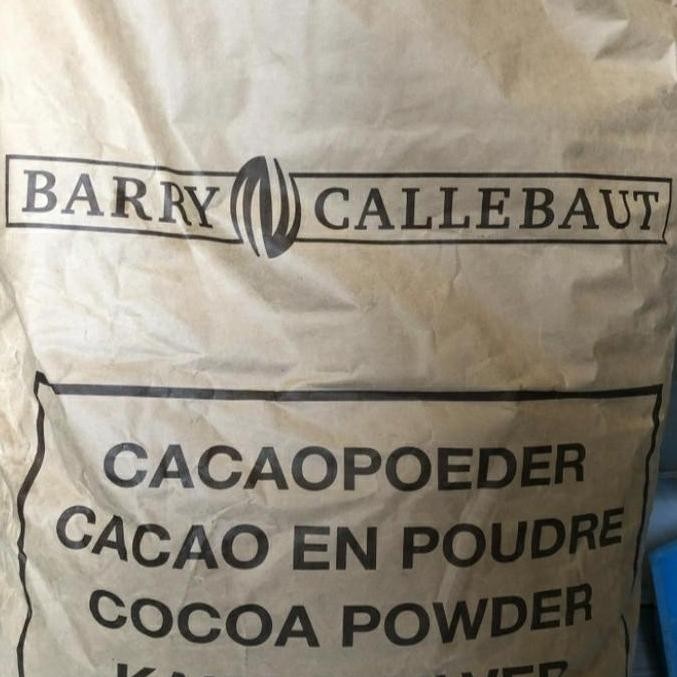 BARRY CALLEBAUT
CACAOPOEDER
CACAO EN POUDRE
COCOA POWDER